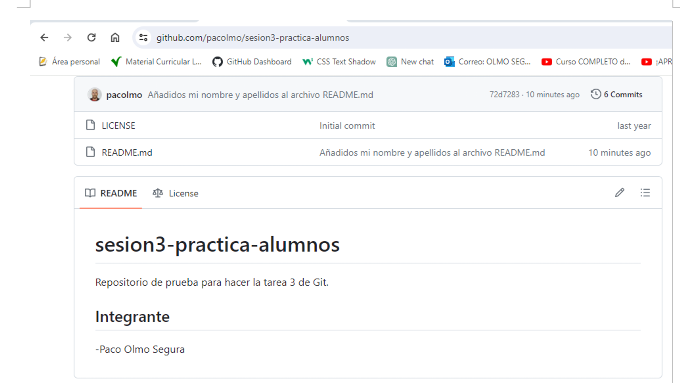 github.com/pacolmo/sesion3-practica-alumnos
Área personal Material Curricular L... GitHub Dashboard CSS Text Shadow New chat Correo: OLMO SEG... Curso COMPLETO d... ¡APR
pacolmo Añadidos mi nombre y apellidos al archivo README.md 72d7283 · 10 minutes ago 6 Commits
LICENSE Initial commit last year
README.md Añadidos mi nombre y apellidos al archivo README.md 10 minutes ago
README License
sesion3-practica-alumnos
Repositorio de prueba para hacer la tarea 3 de Git.
Integrante
-Paco Olmo Segura